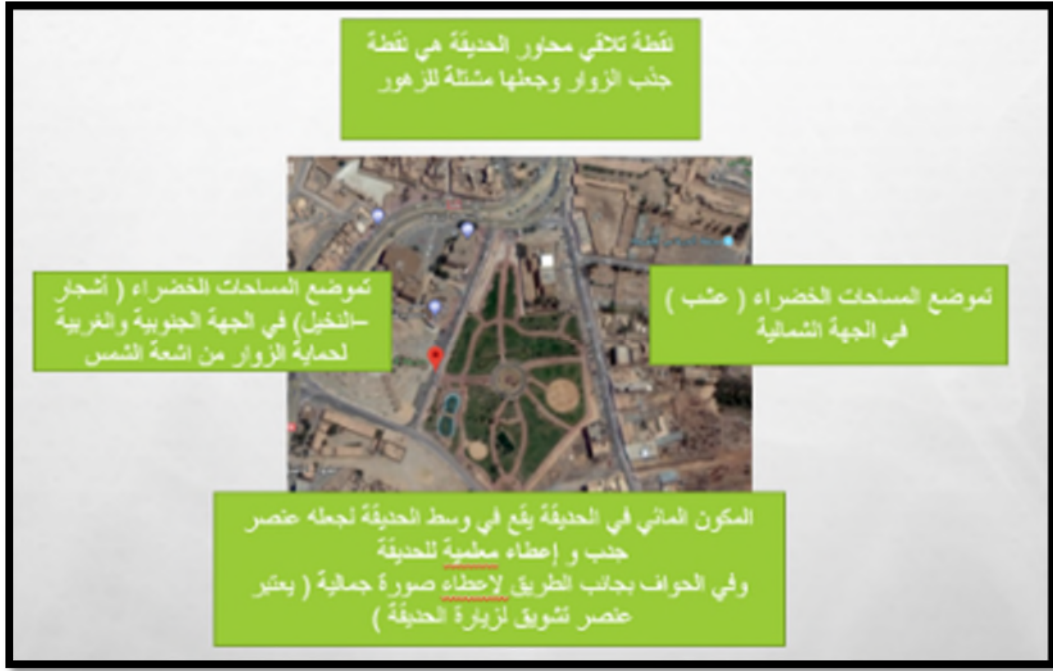 نقطة تلاقي محاور الحديقة هي نقطة
جذب الزوار وجعلها مشتلة للزهور
تموضع المساحات الخضراء ( عشب )
في الجهة الشمالية
تموضع المساحات الخضراء ( أشجار
–النخيل) في الجهة الجنوبية والغربية
لحماية الزوار من اشعة الشمس
المكون المائي في الحديقة يقع في وسط الحديقة لجعله عنصر
جذب و إعطاء معلمية للحديقة
وفي الحواف بجانب الطريق لإعطاء صورة جمالية ( يعتبر
عنصر تشويق لزيارة الحديقة )